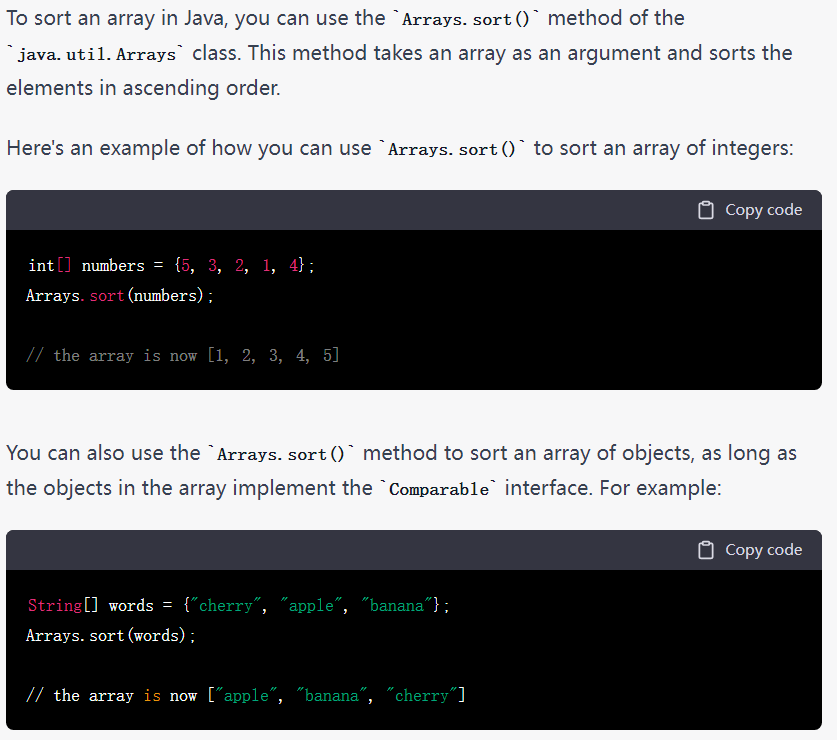 To sort an array in Java, you can use the `Arrays.sort()` method of the
`java.util.Arrays` class. This method takes an array as an argument and sorts the
elements in ascending order.
Here's an example of how you can use `Arrays.sort()` to sort an array of integers:
Copy code
int[] numbers = {5, 3, 2, 1, 4};
Arrays.sort(numbers);
// the array is now [1, 2, 3, 4, 5]
You can also use the `Arrays.sort()` method to sort an array of objects, as long as
the objects in the array implement the `Comparable` interface. For example:
Copy code
String[] words = {"cherry", "apple", "banana"};
Arrays.sort(words);
// the array is now ["apple", "banana", "cherry"]